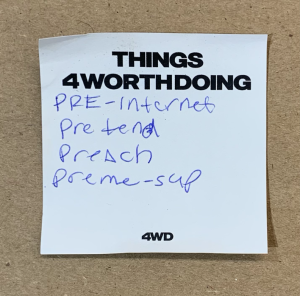 THINGS
4WORTHDOING
PRE-internet
Pretend
Preach
preme-sup
4WD